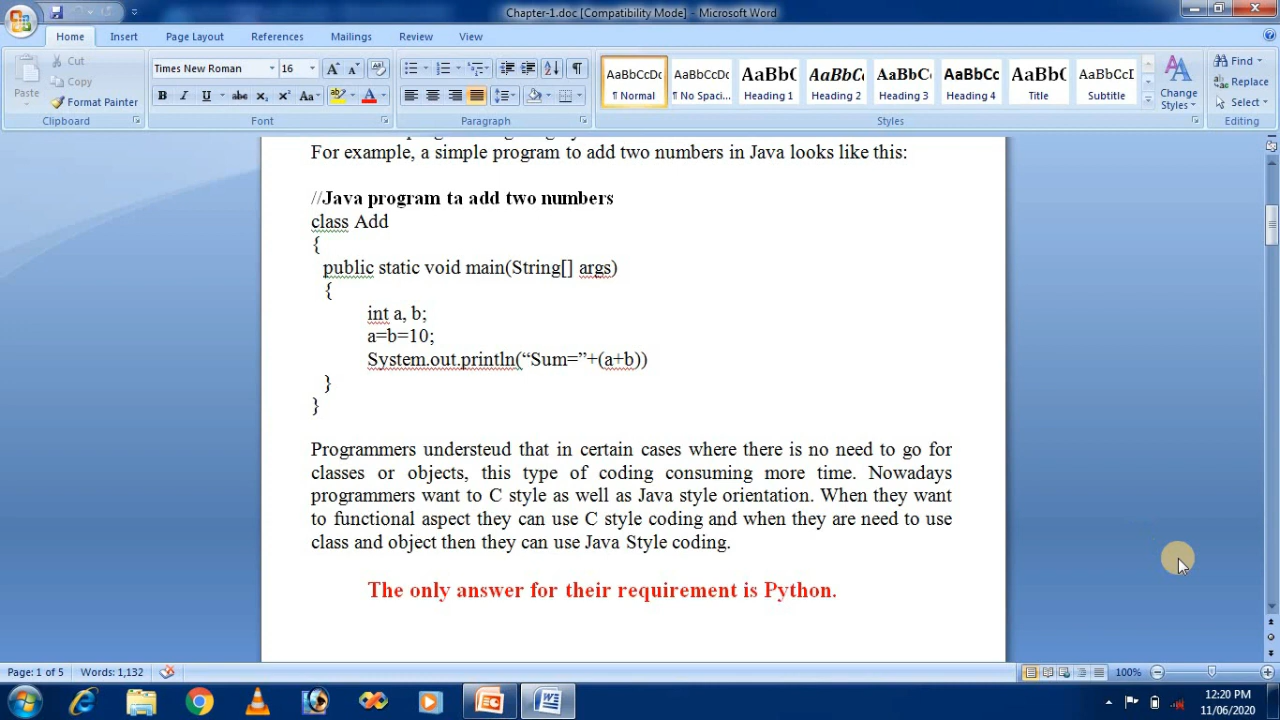 Chapter-1.doc [Compatibility Mode] - Microsoft Word
Home Insert Page Layout References Mailings Review View
Paste
Cut
Copy
Format Painter
Clipboard
Times New Roman 16
Font
Paragraph
AaBbCcDc AaBbCcDc AaBbC AaBbCc AaBbCc AaBbCc AaBbC AaBbCcI
¶ Normal ¶ No Spaci... Heading 1 Heading 2 Heading 3 Heading 4 Title Subtitle
Styles
Change Styles
Find
Replace
Select
Editing
For example, a simple program to add two numbers in Java looks like this:
//Java program ta add two numbers
class Add
{
public static void main(String[] args)
{
int a, b;
a=b=10;
System.out.println(“Sum=”+(a+b))
}
}
Programmers understeud that in certain cases where there is no need to go for
classes or objects, this type of coding consuming more time. Nowadays
programmers want to C style as well as Java style orientation. When they want
to functional aspect they can use C style coding and when they are need to use
class and object then they can use Java Style coding.
The only answer for their requirement is Python.
Page: 1 of 5 Words: 1,132 100%
12:20 PM
11/06/2020